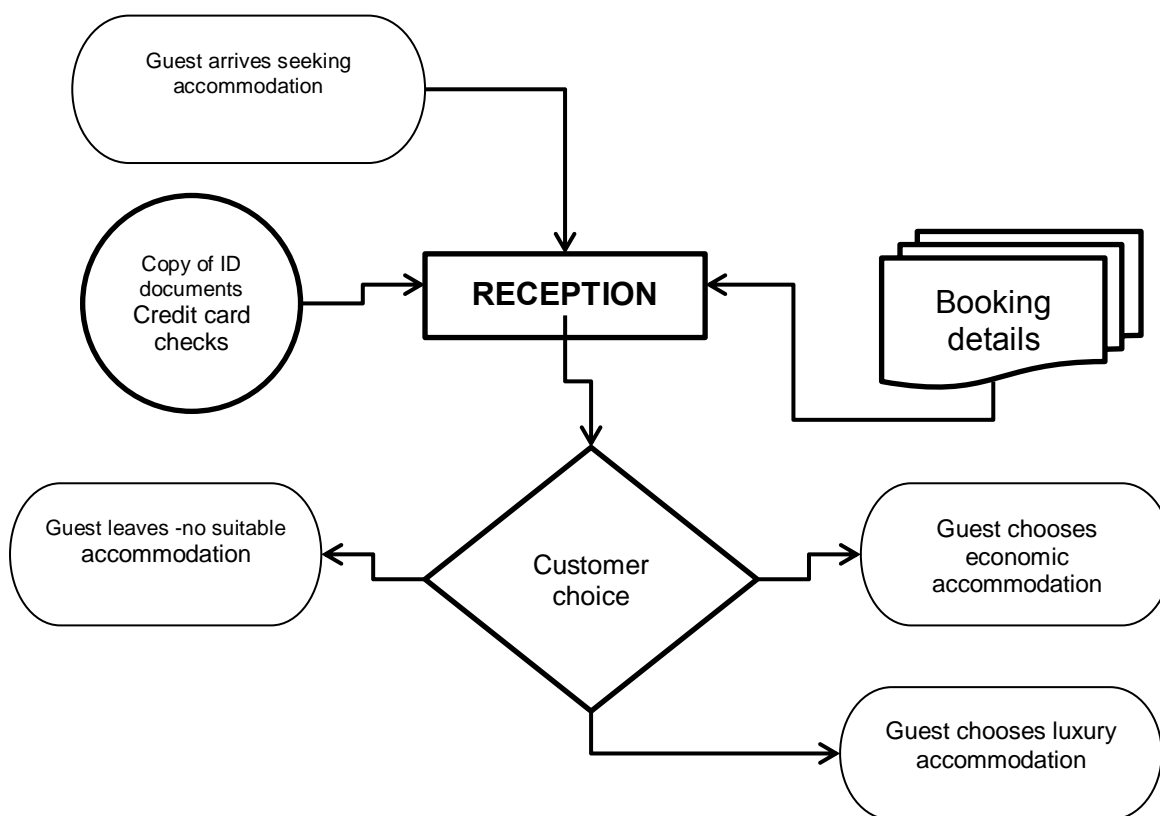 Guest arrives seeking
accommodation
Copy of ID
documents
Credit card
checks
RECEPTION
Booking
details
Guest leaves -no suitable
accommodation
Customer
choice
Guest chooses
economic
accommodation
Guest chooses luxury
accommodation